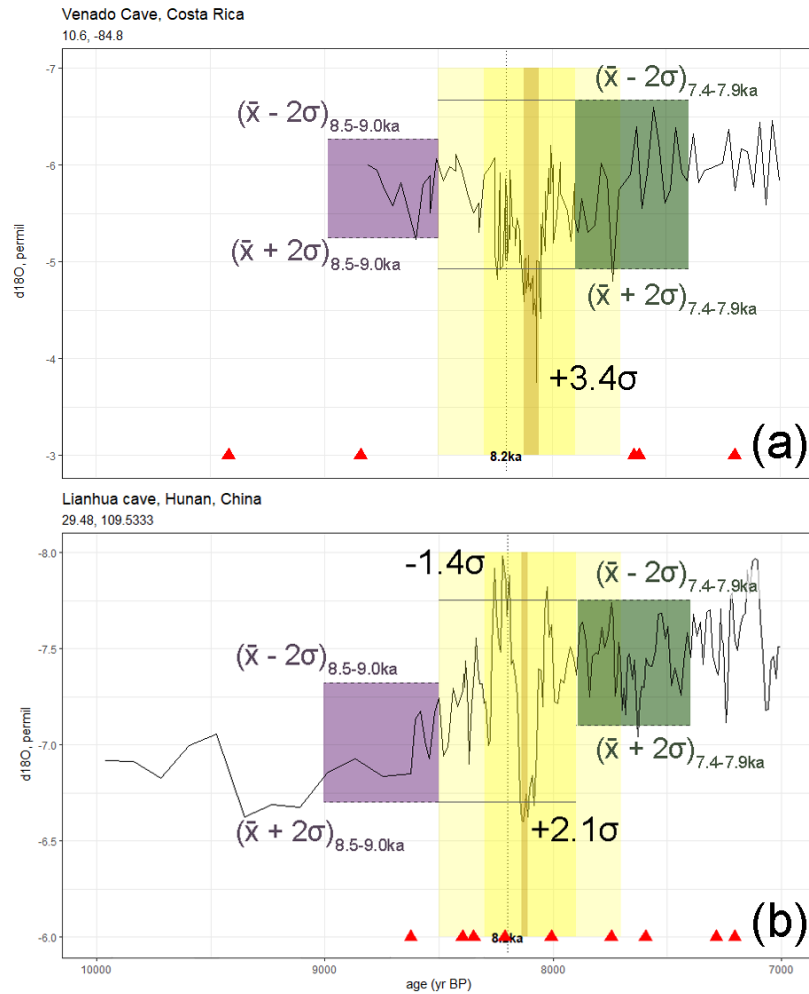 Venado Cave, Costa Rica
10.6, -84.8
-7
-6
-5
-4
-3
d18O, permil
(x̄ - 2σ)8.5-9.0ka
(x̄ + 2σ)8.5-9.0ka
(x̄ - 2σ)7.4-7.9ka
(x̄ + 2σ)7.4-7.9ka
+3.4σ
8.2ka
(a)
Lianhua cave, Hunan, China
29.48, 109.5333
-8.0
-7.5
-7.0
-6.5
-6.0
d18O, permil
-1.4σ
(x̄ - 2σ)8.5-9.0ka
(x̄ + 2σ)8.5-9.0ka
(x̄ - 2σ)7.4-7.9ka
(x̄ + 2σ)7.4-7.9ka
+2.1σ
(b)
10000 9000 8000 7000
age (yr BP)